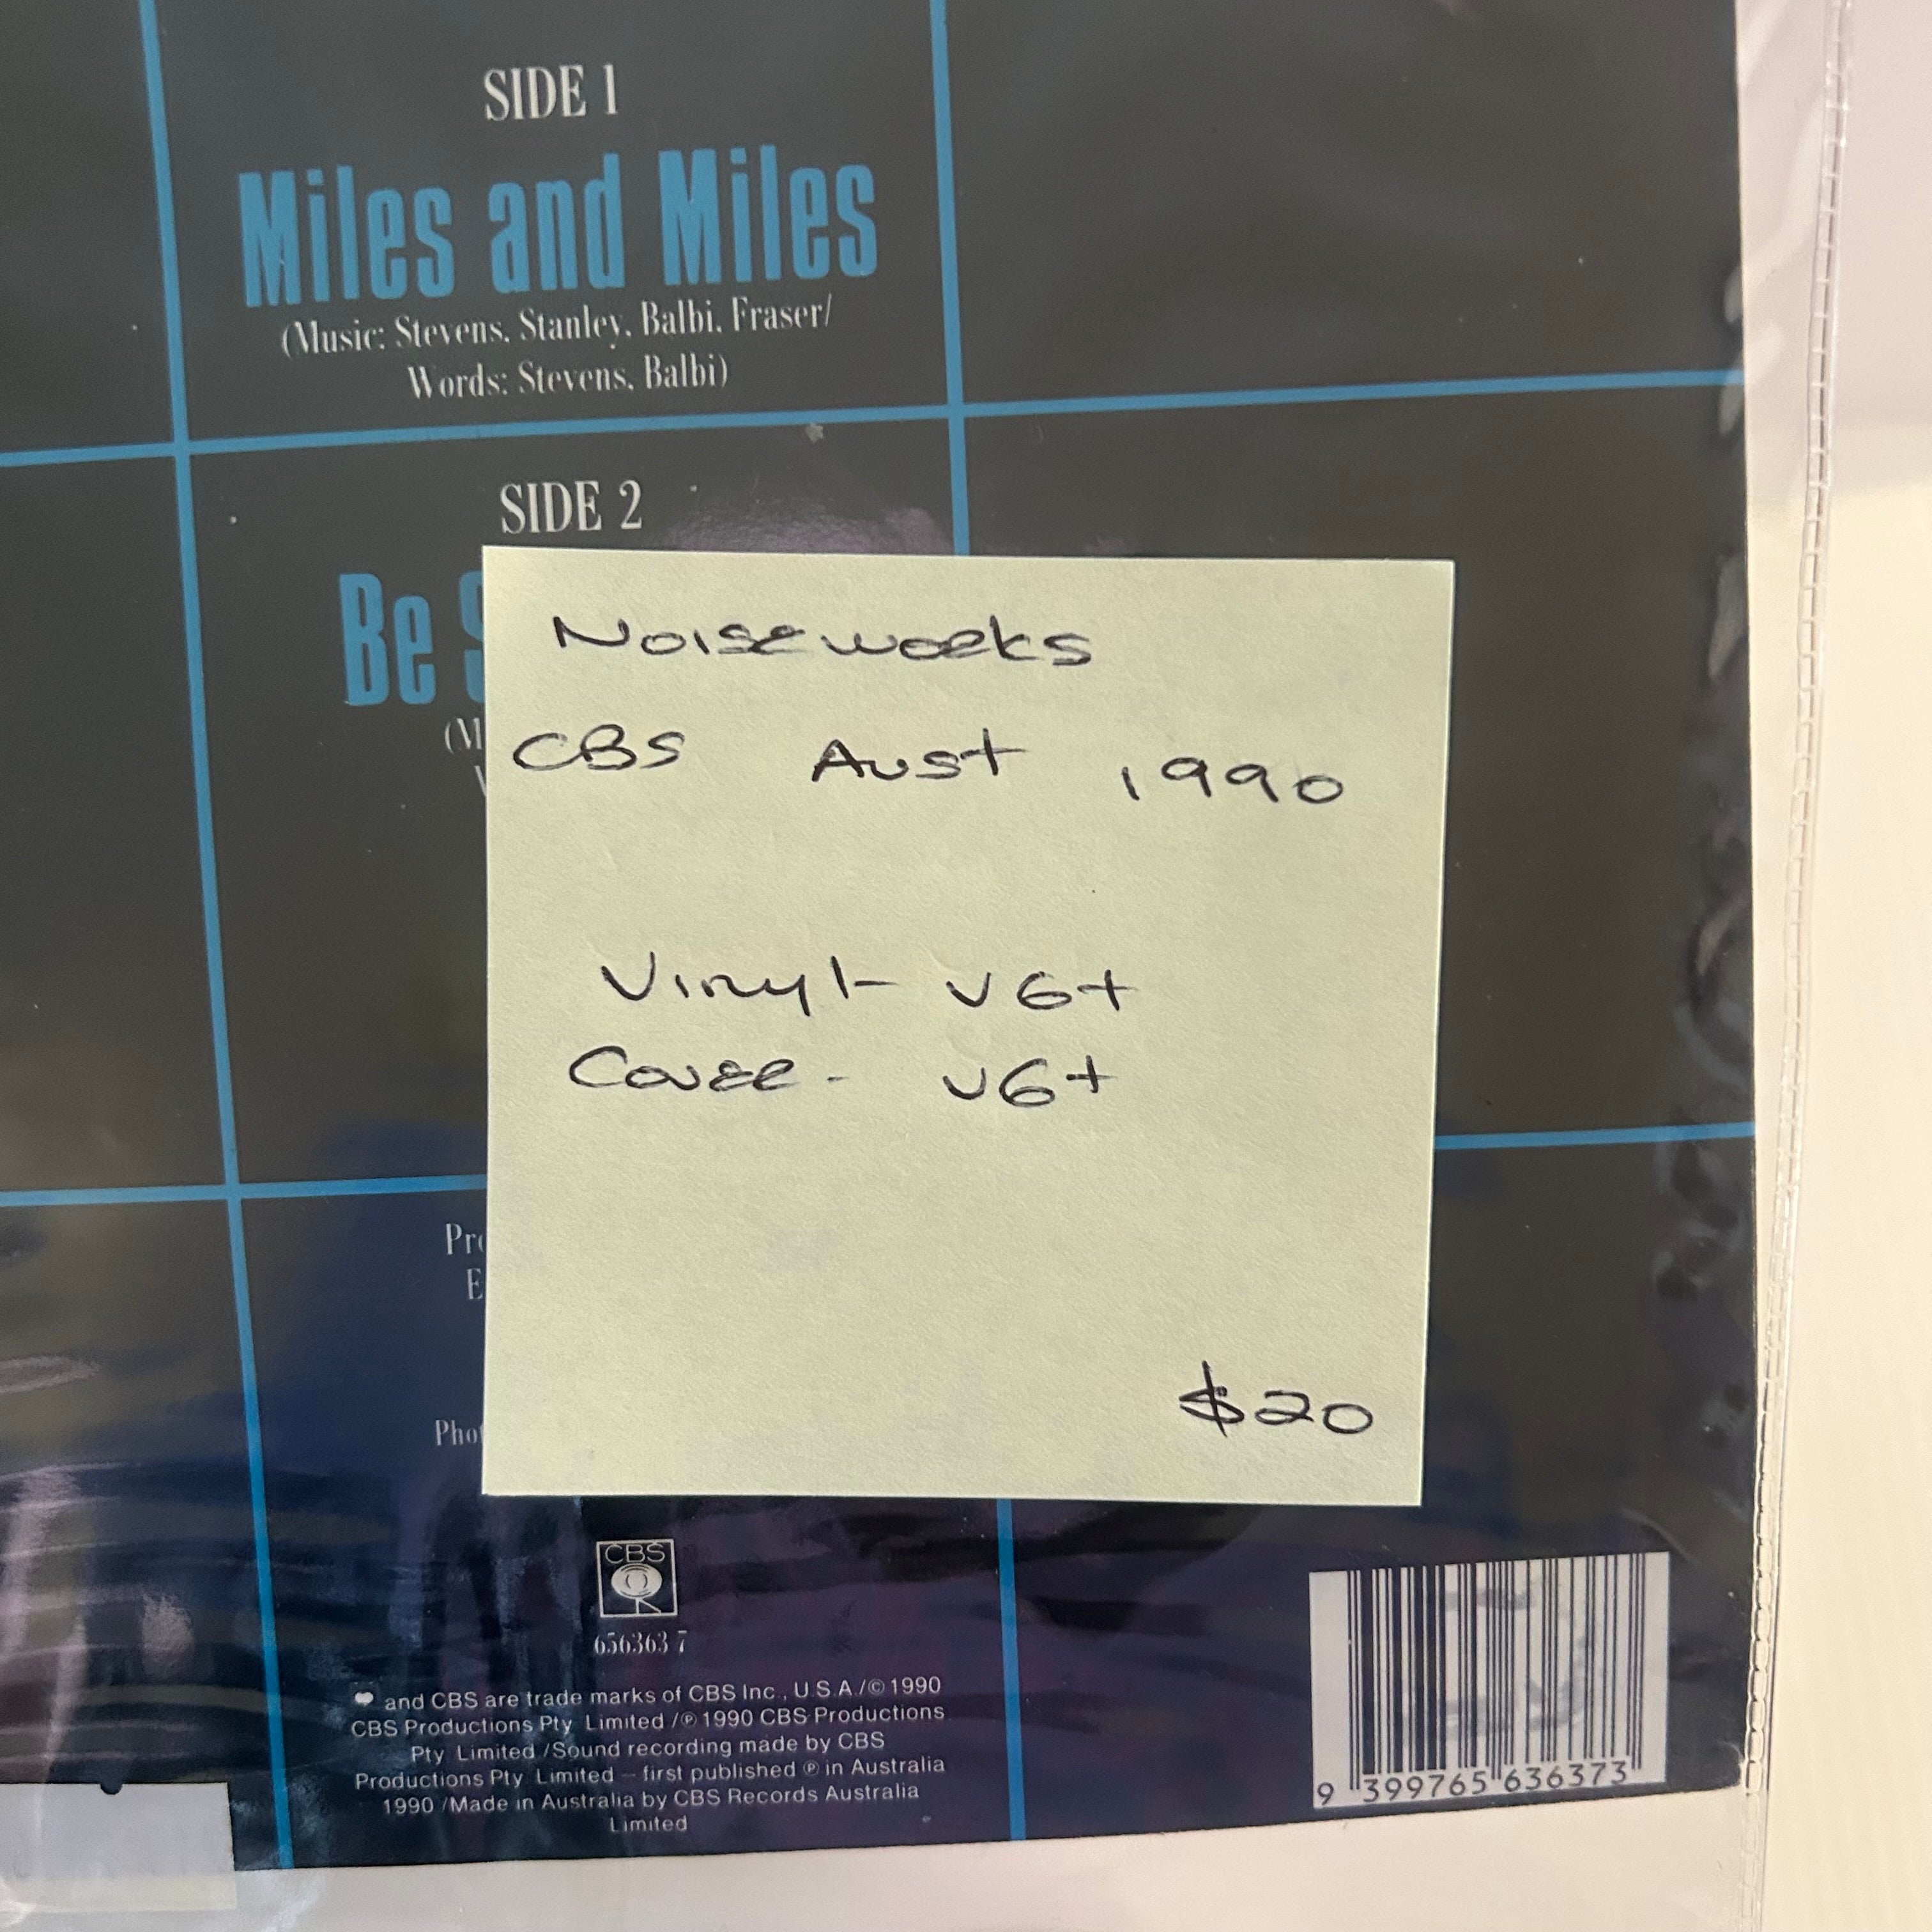 SIDE 1
Miles and Miles
(Music: Stevens, Stanley, Balbi, Fraser/
Words: Stevens, Balbi)
SIDE 2
Be
Noiseworks
CBS Aust 1990
Vinyl - VG+
Cover - VG+
$20
CBS
656363 7
and CBS are trade marks of CBS Inc., U.S.A./© 1990
CBS Productions Pty Limited /℗ 1990 CBS Productions
Pty Limited /Sound recording made by CBS
Productions Pty Limited – first published ℗ in Australia
1990 /Made in Australia by CBS Records Australia
Limited
9 399765 636373